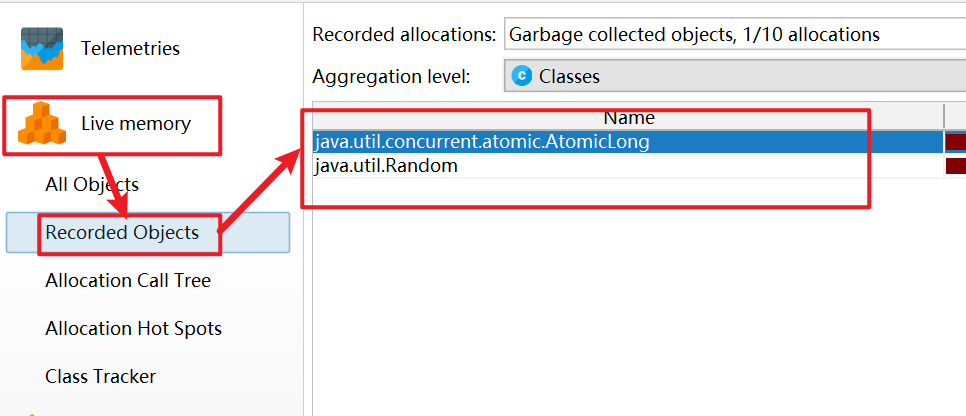 Telemetries
Live memory
All Objects
Recorded Objects
Allocation Call Tree
Allocation Hot Spots
Class Tracker
Recorded allocations: Garbage collected objects, 1/10 allocations
Aggregation level: C Classes
Name
java.util.concurrent.atomic.AtomicLong
java.util.Random